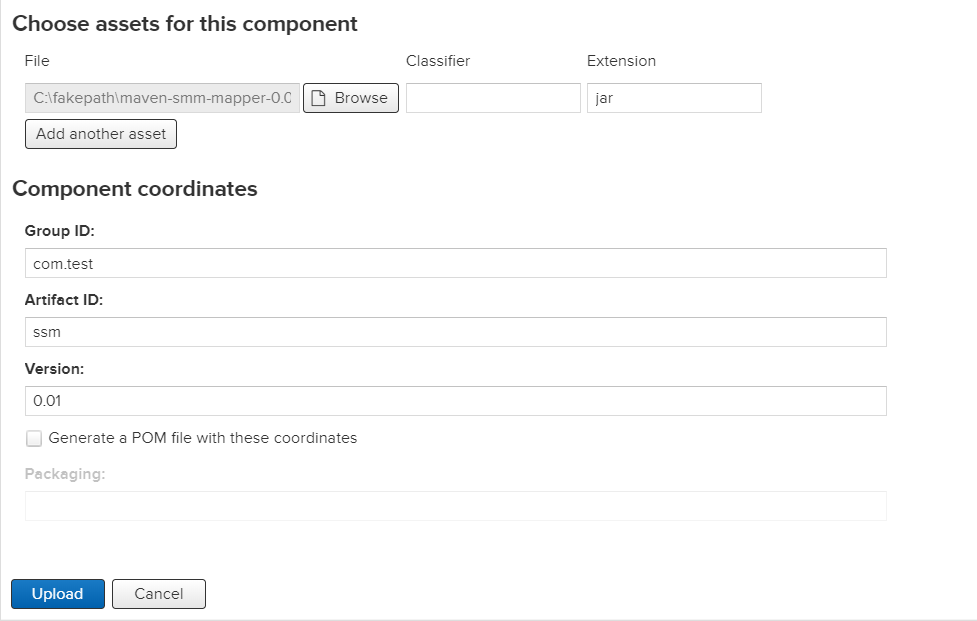 Choose assets for this component
File Classifier Extension
C:\fakepath\maven-smm-mapper-0.0 Browse jar
Add another asset
Component coordinates
Group ID:
com.test
Artifact ID:
ssm
Version:
0.01
Generate a POM file with these coordinates
Packaging:
Upload Cancel